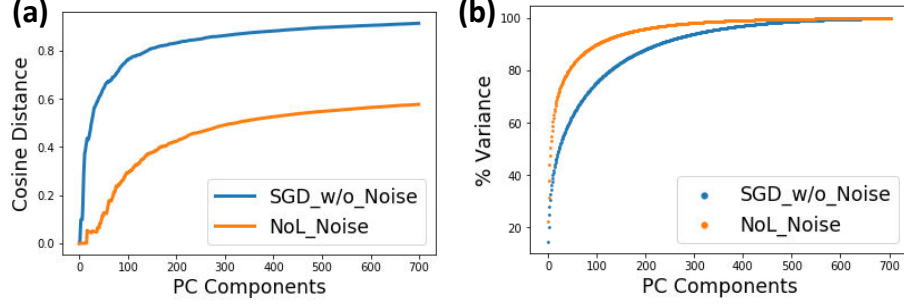 (a)
Cosine Distance
0.8
0.6
0.4
0.2
0.0
0 100 200 300 400 500 600 700
PC Components
SGD_w/o_Noise
NoL_Noise
(b)
% Variance
100
80
60
40
20
0 100 200 300 400 500 600 700
PC Components
SGD_w/o_Noise
NoL_Noise